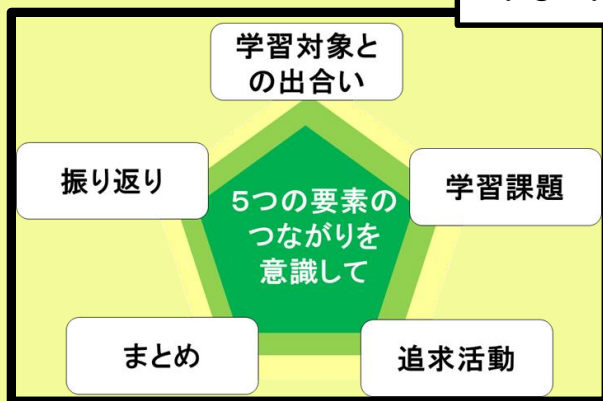 学習対象と
の出合い
振り返り
学習課題
5つの要素の
つながりを
意識して
まとめ
追求活動